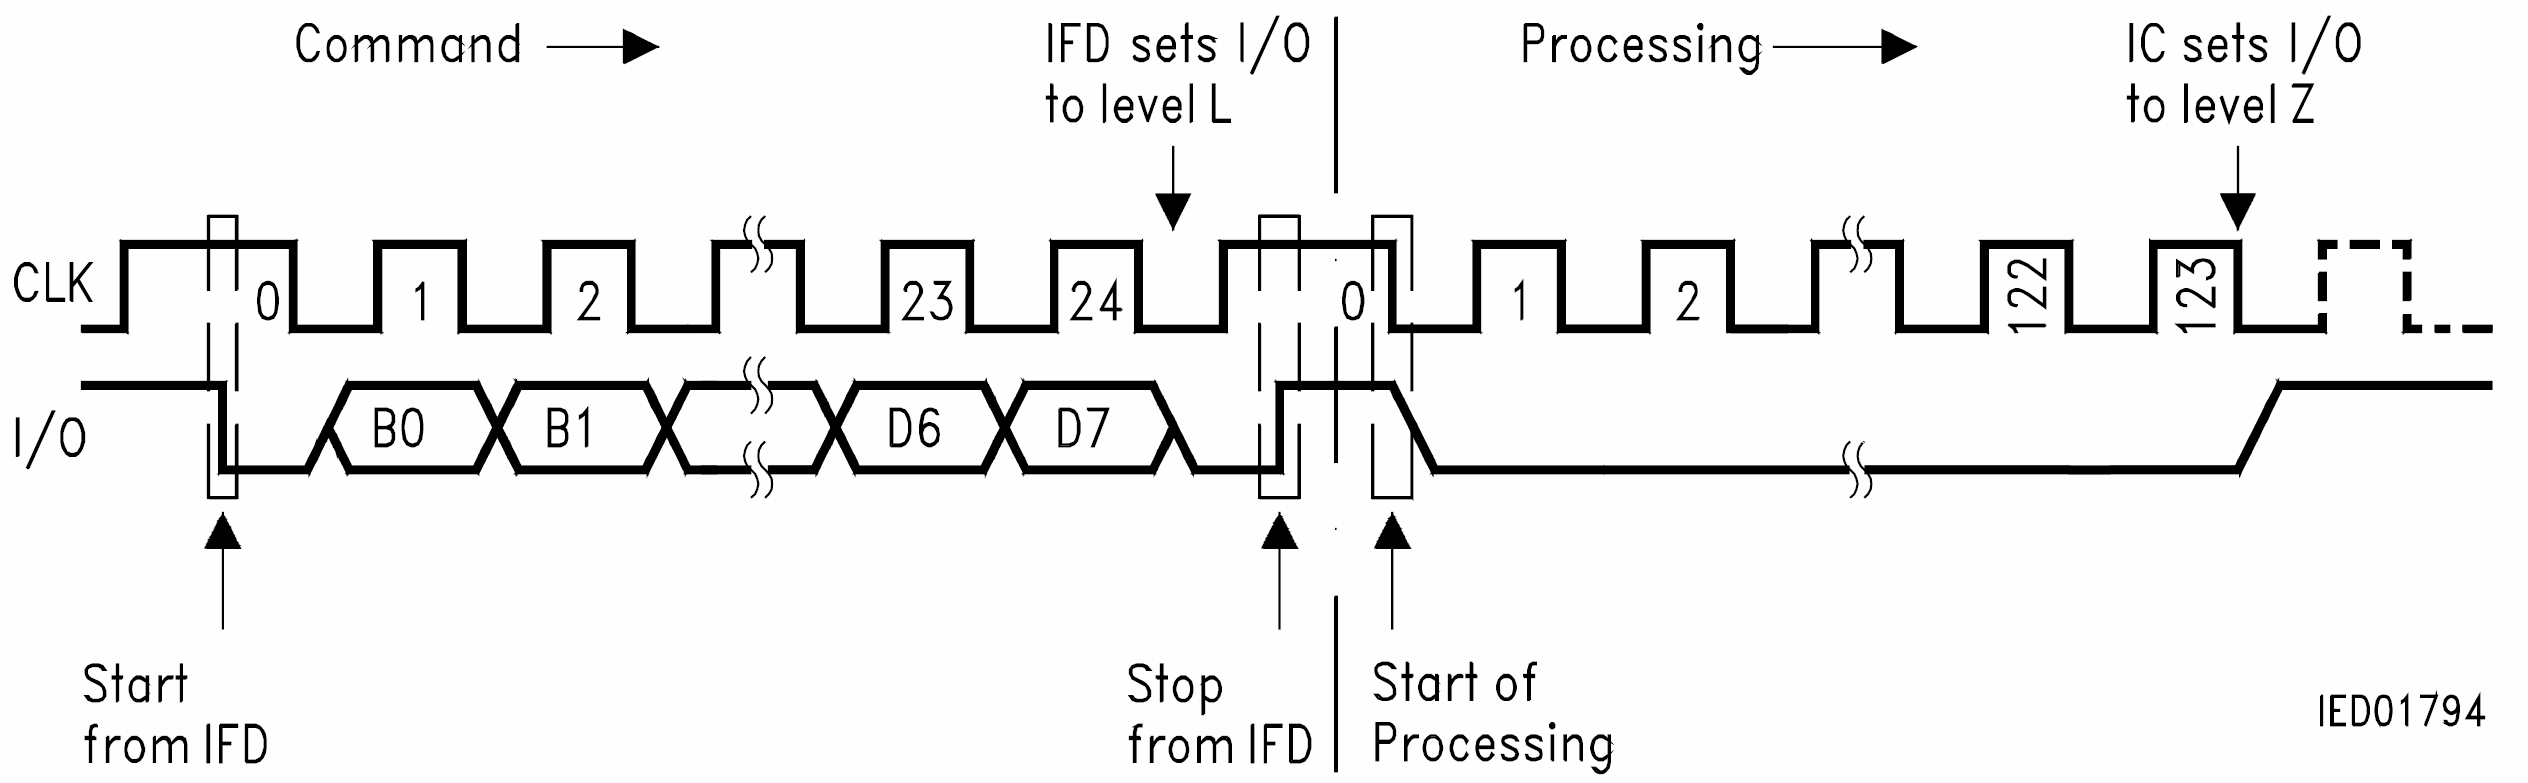 Command
IFD sets I/O
to level L
Processing
IC sets I/O
to level Z
CLK
0
1
2
23
24
0
1
2
122
123
I/O
B0
B1
D6
D7
Start
from IFD
Stop
from IFD
Start of
Processing
IED01794